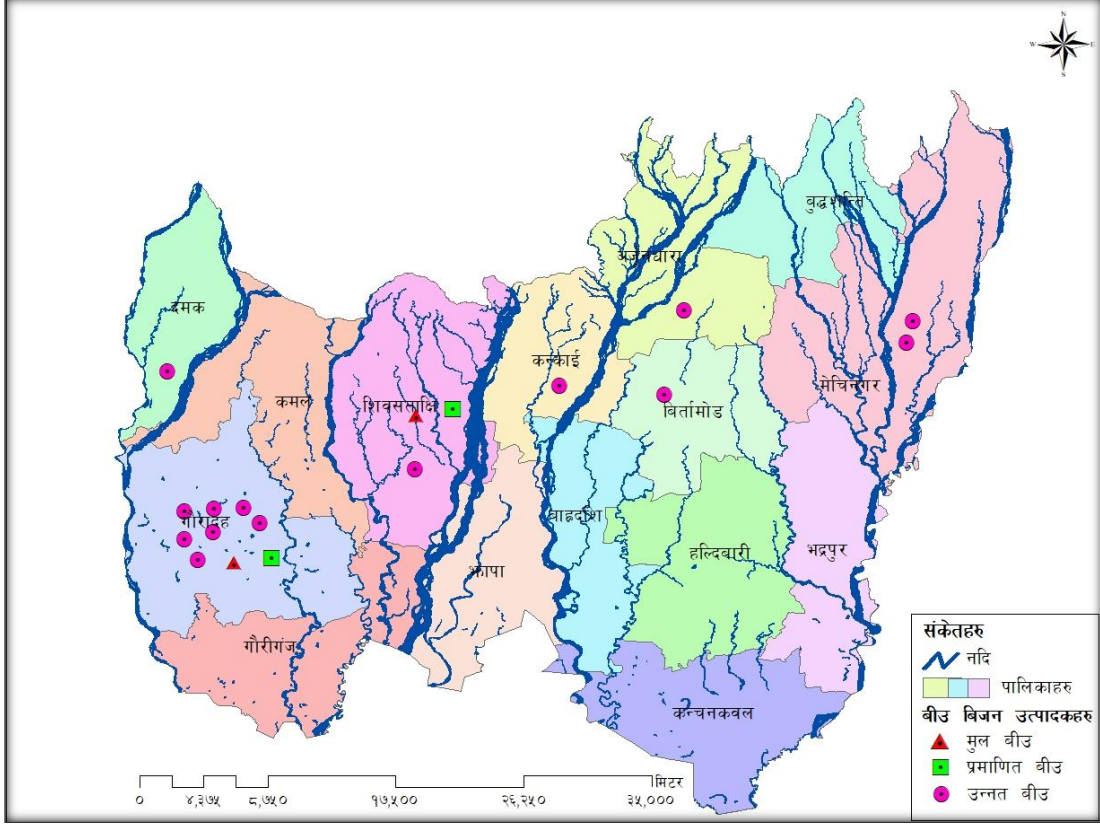 N
W E
S
बुद्धशान्ति
अर्जुनधारा
दमक
कन्काई
मेचिनगर
कमल
शिवसताक्षि
बिर्तामोड
गौरादह
बाह्रदशि
हल्दिबारी
भद्रपुर
झापा
गौरीगंज
कन्चनकवल
संकेतहरु
नदि
पालिकाहरु
बीउ बिजन उत्पादकहरु
मुल बीउ
प्रमाणित बीउ
उन्नत बीउ
मिटर
० ४,३७५ ८,७५० १७,५०० २६,२५० ३५,०००